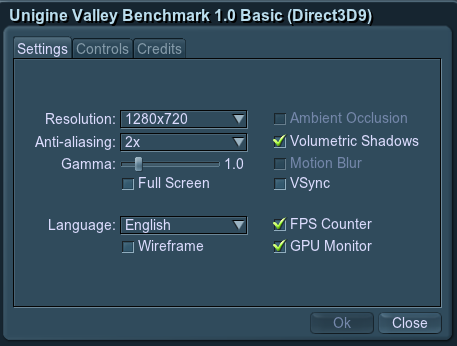 Unigine Valley Benchmark 1.0 Basic (Direct3D9)
Settings Controls Credits
Resolution: 1280x720 Ambient Occlusion
Anti-aliasing: 2x Volumetric Shadows
Gamma: 1.0 Motion Blur
Full Screen VSync
Language: English FPS Counter
Wireframe GPU Monitor
Ok Close